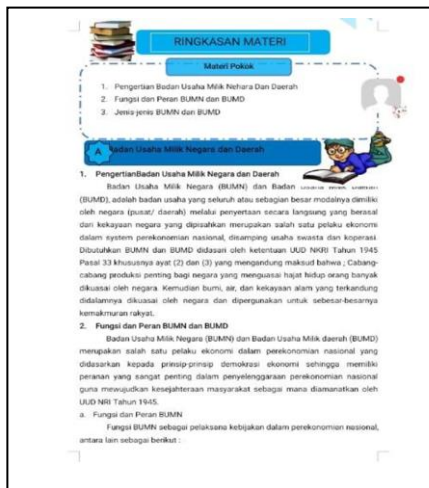 RINGKASAN MATERI
Materi Pokok
1. Pengertian Badan Usaha Milik Nehara Dan Daerah
2. Fungsi dan Peran BUMN dan BUMD
3. Jenis-jenis BUMN dan BUMD
A Badan Usaha Milik Negara dan Daerah
1. PengertianBadan Usaha Milik Negara dan Daerah
Badan Usaha Milik Negara (BUMN) dan Badan
(BUMD), adalah badan usaha yang seluruh atau sebagian besar modalnya dimiliki
oleh negara (pusat/ daerah) melalui penyertaan secara langsung yang berasal
dari kekayaan negara yang dipisahkan merupakan salah satu pelaku ekonomi
dalam system perekonomian nasional, disamping usaha swasta dan koperasi.
Dibutuhkan BUMN dan BUMD didasari oleh ketentuan UUD NKRI Tahun 1945
Pasal 33 khususnya ayat (2) dan (3) yang mengandung maksud bahwa ; Cabang-
cabang produksi penting bagi negara yang menguasai hajat hidup orang banyak
dikuasai oleh negara. Kemudian bumi, air, dan kekayaan alam yang terkandung
didalamnya dikuasai oleh negara dan dipergunakan untuk sebesar-besarnya
kemakmuran rakyat.
2. Fungsi dan Peran BUMN dan BUMD
Badan Usaha Milik Negara (BUMN) dan Badan Usaha Milik daerah (BUMD)
merupakan salah satu pelaku ekonomi dalam perekonomian nasional yang
didasarkan kepada prinsip-prinsip demokrasi ekonomi sehingga memiliki
peranan yang sangat penting dalam penyelenggaraan perekonomian nasional
guna mewujudkan kesejahteraan masyarakat sebagai mana diamanatkan oleh
UUD NRI Tahun 1945.
a. Fungsi dan Peran BUMN
Fungsi BUMN sebagai pelaksana kebijakan dalam perekonomian nasional,
antara lain sebagai berikut :